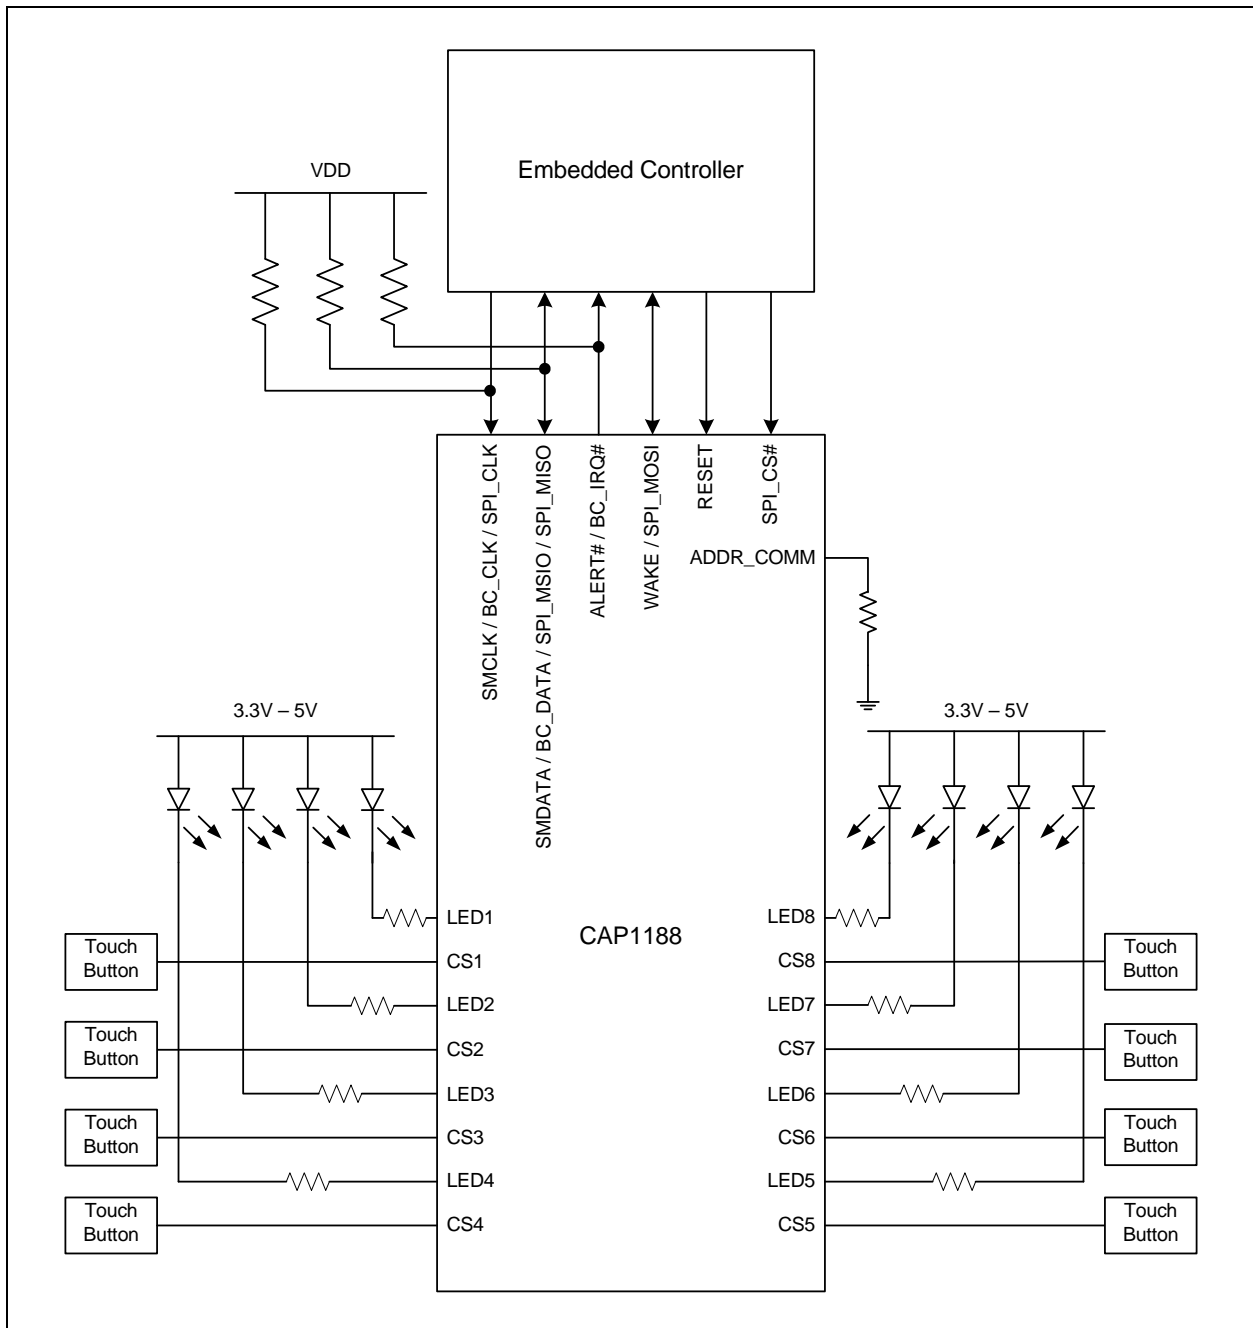 Embedded Controller
VDD
SMCLK / BC_CLK / SPI_CLK
SMDATA / BC_DATA / SPI_MSIO / SPI_MISO
ALERT# / BC_IRQ#
WAKE / SPI_MOSI
RESET
SPI_CS#
ADDR_COMM
3.3V – 5V
3.3V – 5V
CAP1188
LED1
LED8
Touch
Button
CS1
CS8
Touch
Button
LED2
LED7
Touch
Button
CS2
CS7
Touch
Button
LED3
LED6
Touch
Button
CS3
CS6
Touch
Button
LED4
LED5
Touch
Button
CS4
CS5
Touch
Button